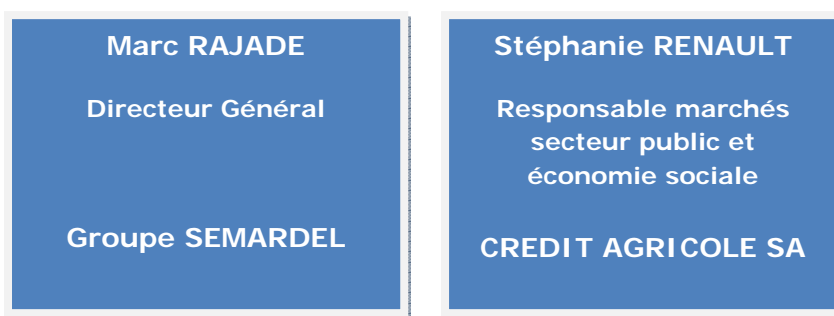 Marc RAJADE
Directeur Général
Groupe SEMARDEL
Stéphanie RENAULT
Responsable marchés
secteur public et
économie sociale
CREDIT AGRICOLE SA